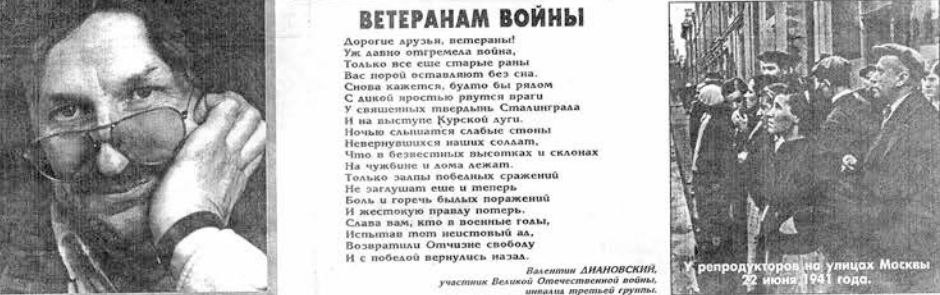 ВЕТЕРАНАМ ВОЙНЫ
Дорогие друзья, ветераны!
Уж давно отгремела война,
Только все еще старые раны
Вас порой оставляют без сна.
Снова кажется, будто бы рядом
С дикой яростью рвутся враги
У священных твердынь Сталинграда
И на выступе Курской дуги.
Ночью слышатся слабые стоны
Невернувшихся наших солдат,
Что в безвестных высотках и склонах
На чужбине и дома лежат.
Только залпы победных сражений
Не заглушат еще и теперь
Боль и горечь былых поражений
И жестокую правду потерь.
Слава вам, кто в военные годы,
Испытав тот неистовый ад,
Возвратили Отчизне свободу
И с победой вернулись назад.
Валентин ДИАНОВСКИЙ,
участник Великой Отечественной войны,
инвалид третьей группы.
У репродукторов на улицах Москвы
22 июня 1941 года.